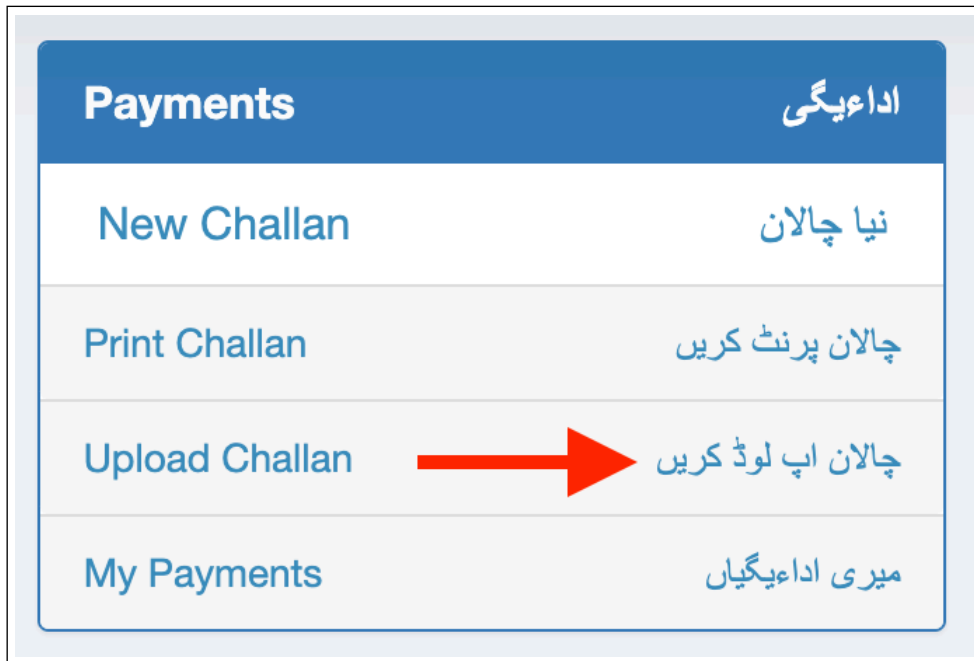 Payments اداءیگی
New Challan نیا چالان
Print Challan چالان پرنٹ کریں
Upload Challan چالان اپ لوڈ کریں
My Payments میری اداءیگیاں